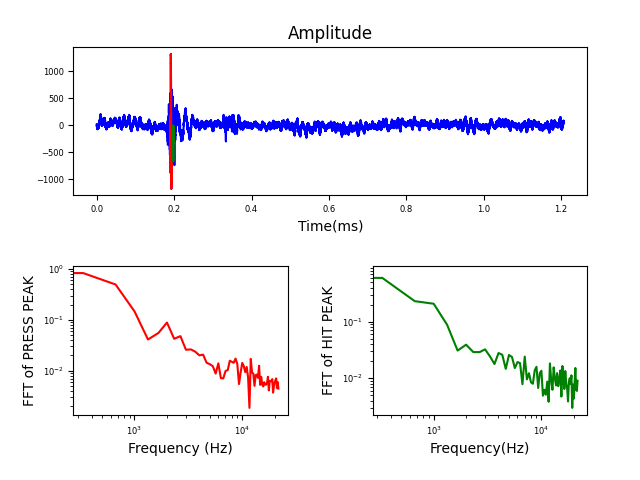 Amplitude
1000
500
0
−500
−1000
0.0 0.2 0.4 0.6 0.8 1.0 1.2
Time(ms)
FFT of PRESS PEAK
10⁰
10⁻¹
10⁻²
10³ 10⁴
Frequency (Hz)
FFT of HIT PEAK
10⁻¹
10⁻²
10³ 10⁴
Frequency(Hz)